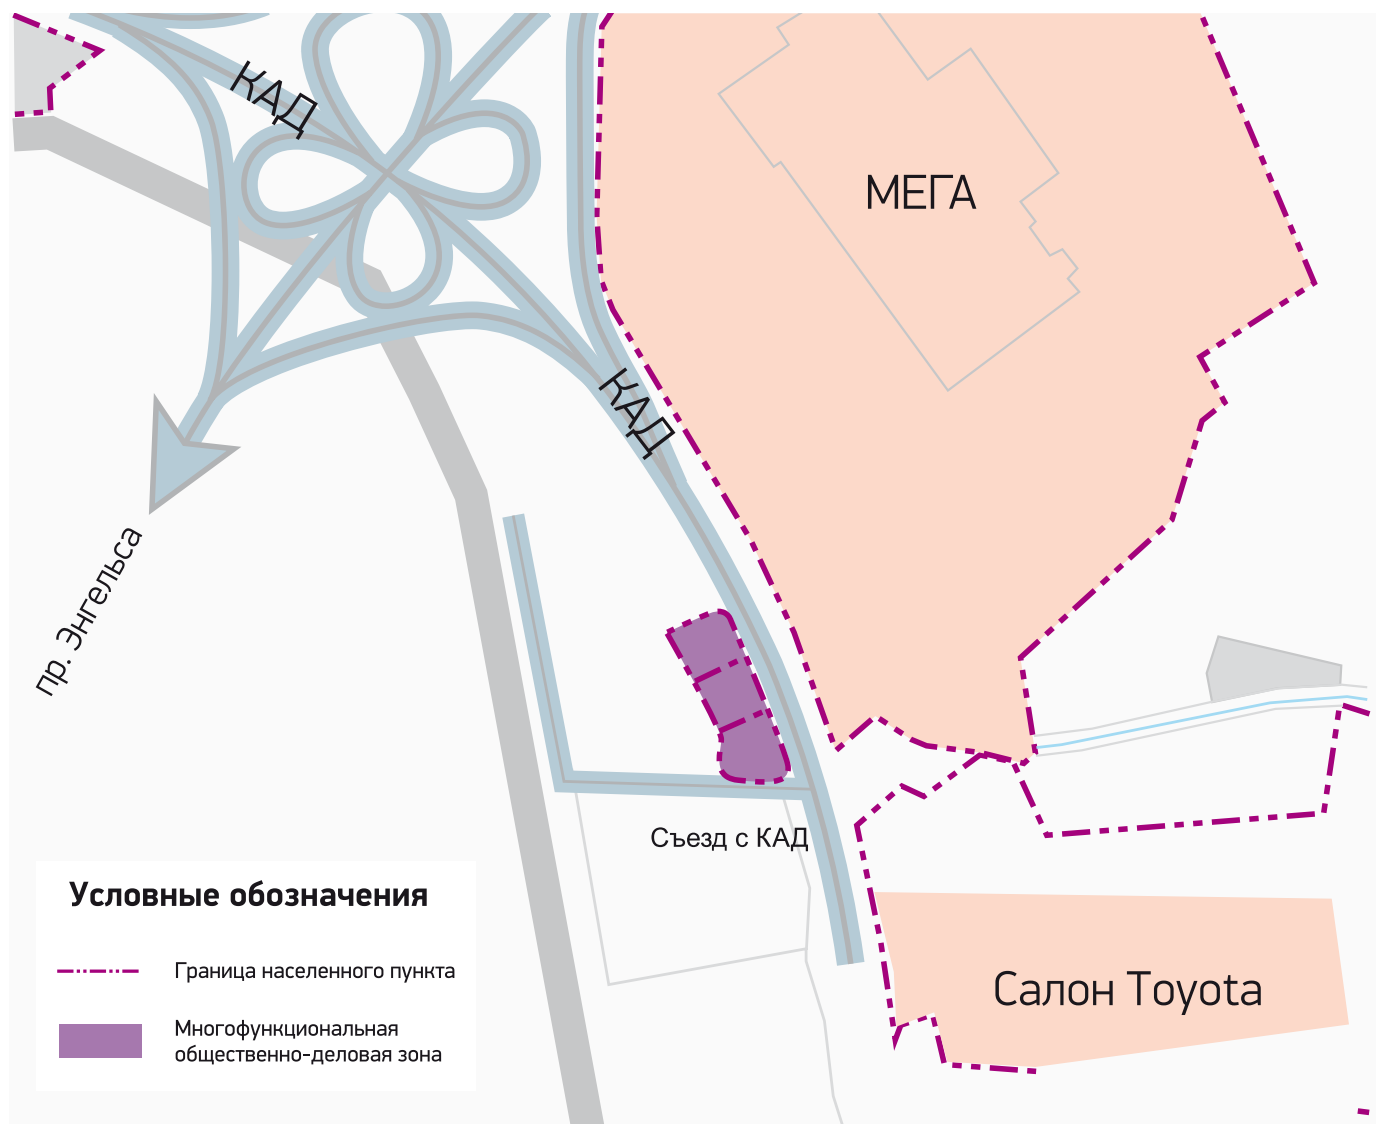 КАД
МЕГА
КАД
пр. Энгельса
Съезд с КАД
Условные обозначения
Граница населенного пункта
Многофункциональная
общественно-деловая зона
Салон Toyota